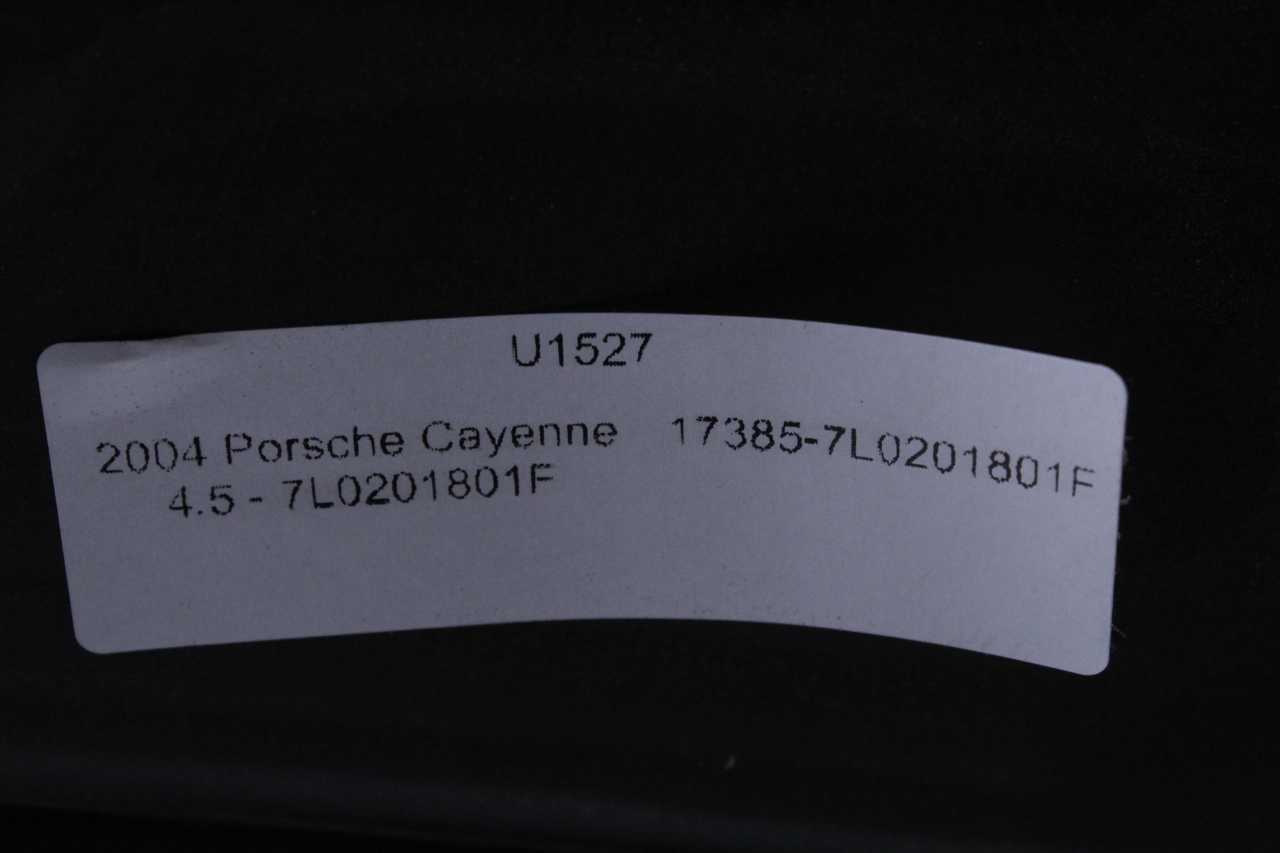 U1527
2004 Porsche Cayenne 17385-7L0201801F
4.5 - 7L0201801F